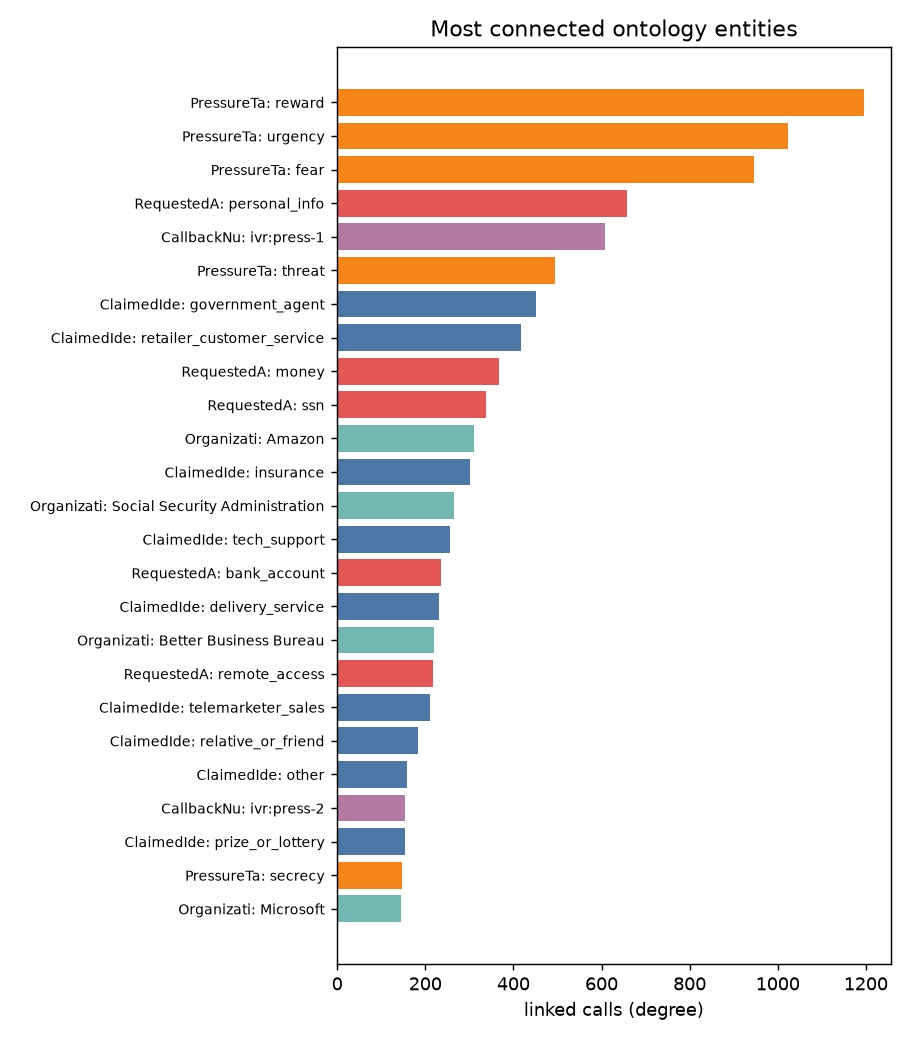 Most connected ontology entities
PressureTa: reward
PressureTa: urgency
PressureTa: fear
RequestedA: personal_info
CallbackNu: ivr:press-1
PressureTa: threat
ClaimedIde: government_agent
ClaimedIde: retailer_customer_service
RequestedA: money
RequestedA: ssn
Organizati: Amazon
ClaimedIde: insurance
Organizati: Social Security Administration
ClaimedIde: tech_support
RequestedA: bank_account
ClaimedIde: delivery_service
Organizati: Better Business Bureau
RequestedA: remote_access
ClaimedIde: telemarketer_sales
ClaimedIde: relative_or_friend
ClaimedIde: other
CallbackNu: ivr:press-2
ClaimedIde: prize_or_lottery
PressureTa: secrecy
Organizati: Microsoft
0 200 400 600 800 1000 1200
linked calls (degree)